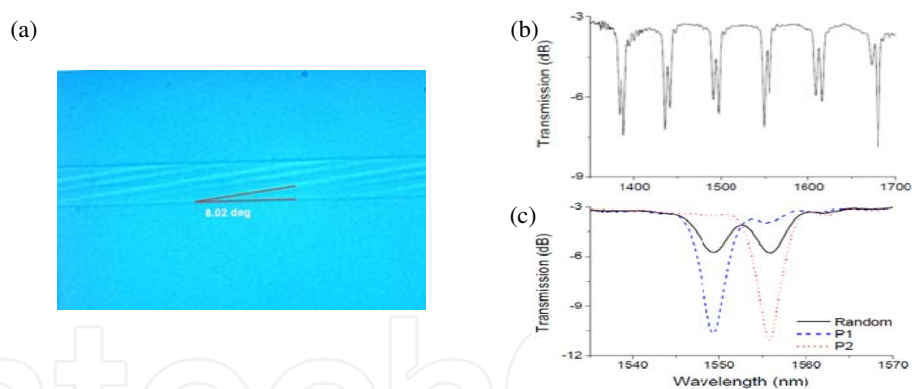 (a)
8.02 deg
(b)
Transmission (dB)
-3
-6
-9
1400
1500
1600
1700
(c)
Transmission (dB)
-3
-6
-9
-12
Random
P1
P2
1540
1550
1560
1570
Wavelength (nm)